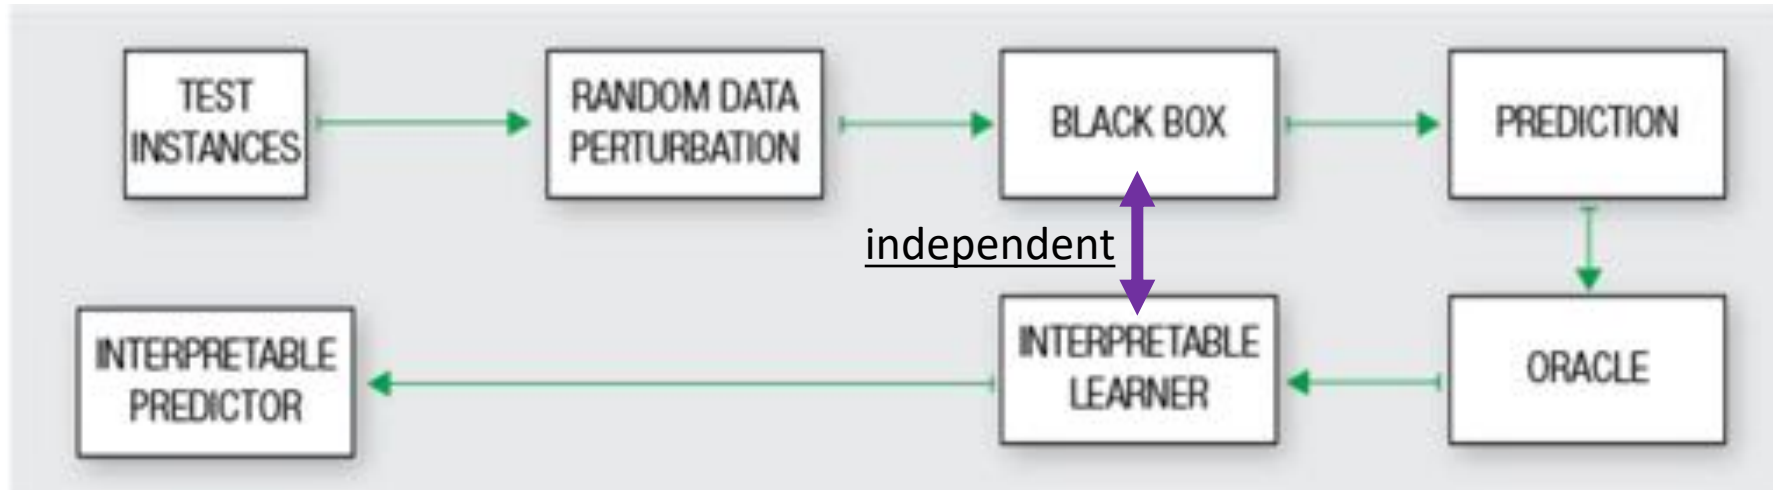 TEST
INSTANCES
RANDOM DATA
PERTURBATION
BLACK BOX
PREDICTION
independent
INTERPRETABLE
PREDICTOR
INTERPRETABLE
LEARNER
ORACLE